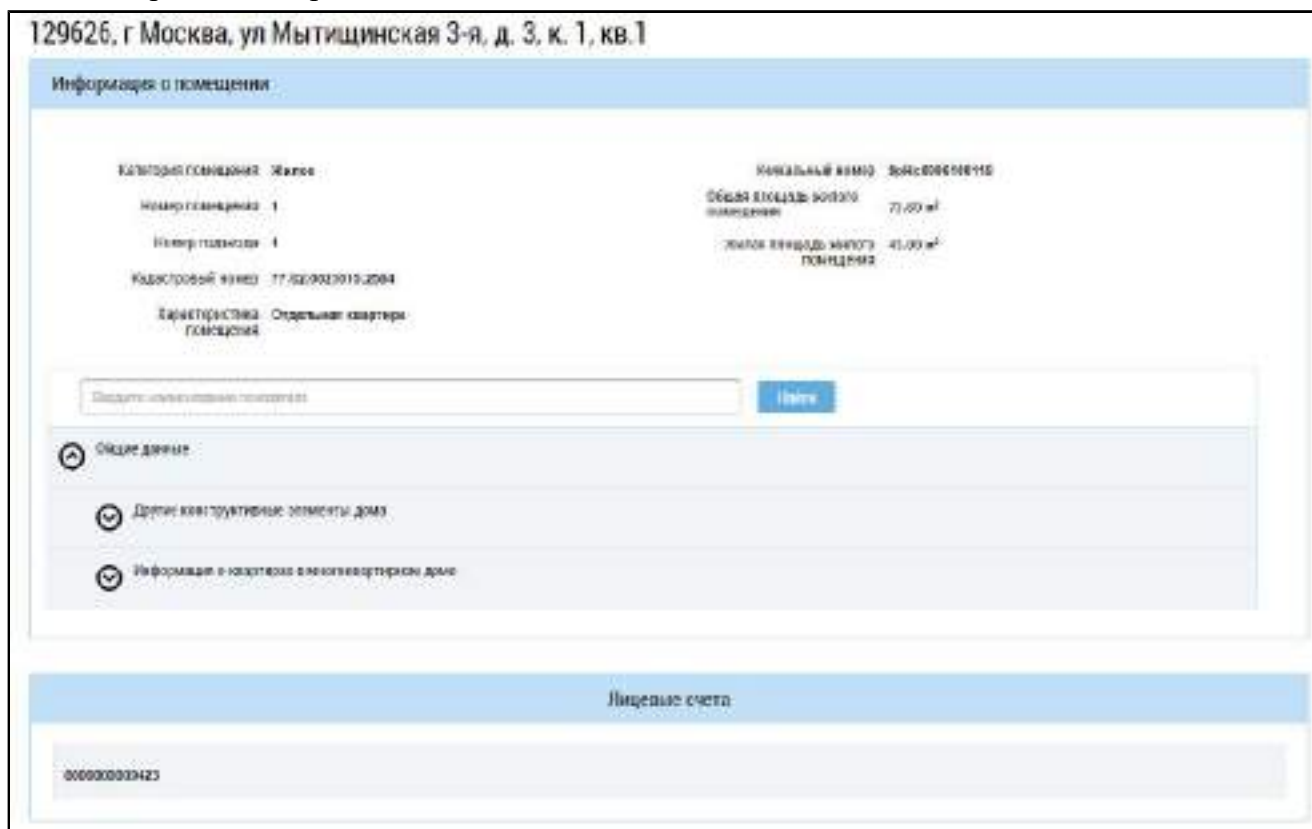 129626, г Москва, ул Мытищинская 3-я, д. 3, к. 1, кв.1
Информация о помещении
Категория помещения Жилое
Уникальный номер
Номер помещения 1
Общая площадь жилого
помещения м²
Номер подъезда
Жилая площадь жилого
помещения м²
Кадастровый номер
Характеристика
помещения
Отдельная квартира
Найти
Общие данные
Другие конструктивные элементы дома
Информация о квартирах в многоквартирном доме
Лицевые счета